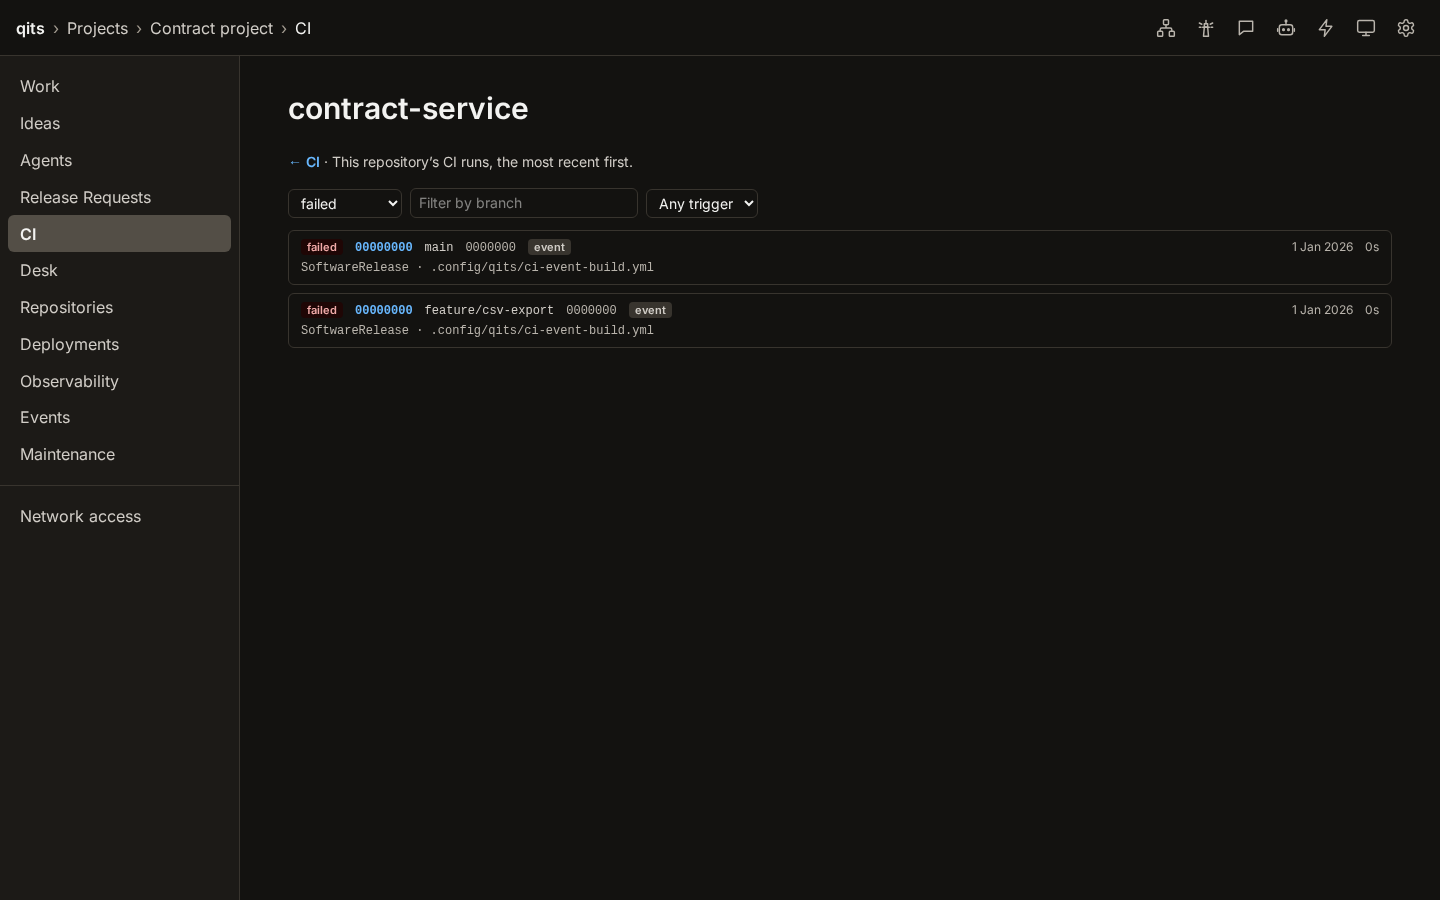 qits › Projects › Contract project › CI
Work
Ideas
Agents
Release Requests
CI
Desk
Repositories
Deployments
Observability
Events
Maintenance
Network access
contract-service
← CI · This repository’s CI runs, the most recent first.
failed Filter by branch Any trigger
failed 00000000 main 0000000 event 1 Jan 2026 0s
SoftwareRelease · .config/qits/ci-event-build.yml
failed 00000000 feature/csv-export 0000000 event 1 Jan 2026 0s
SoftwareRelease · .config/qits/ci-event-build.yml